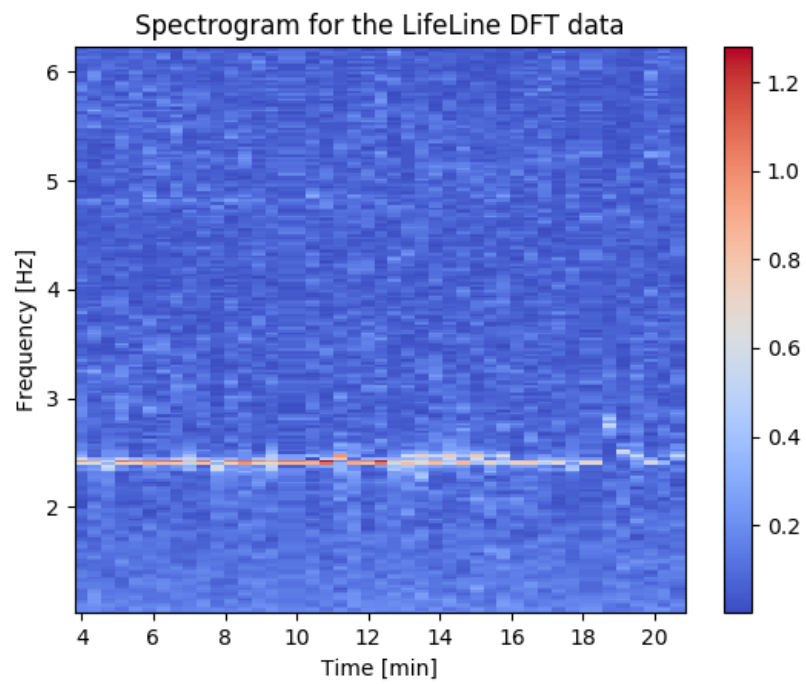 Spectrogram for the LifeLine DFT data
6
5
4
3
2
Frequency [Hz]
4 6 8 10 12 14 16 18 20
Time [min]
1.2
1.0
0.8
0.6
0.4
0.2